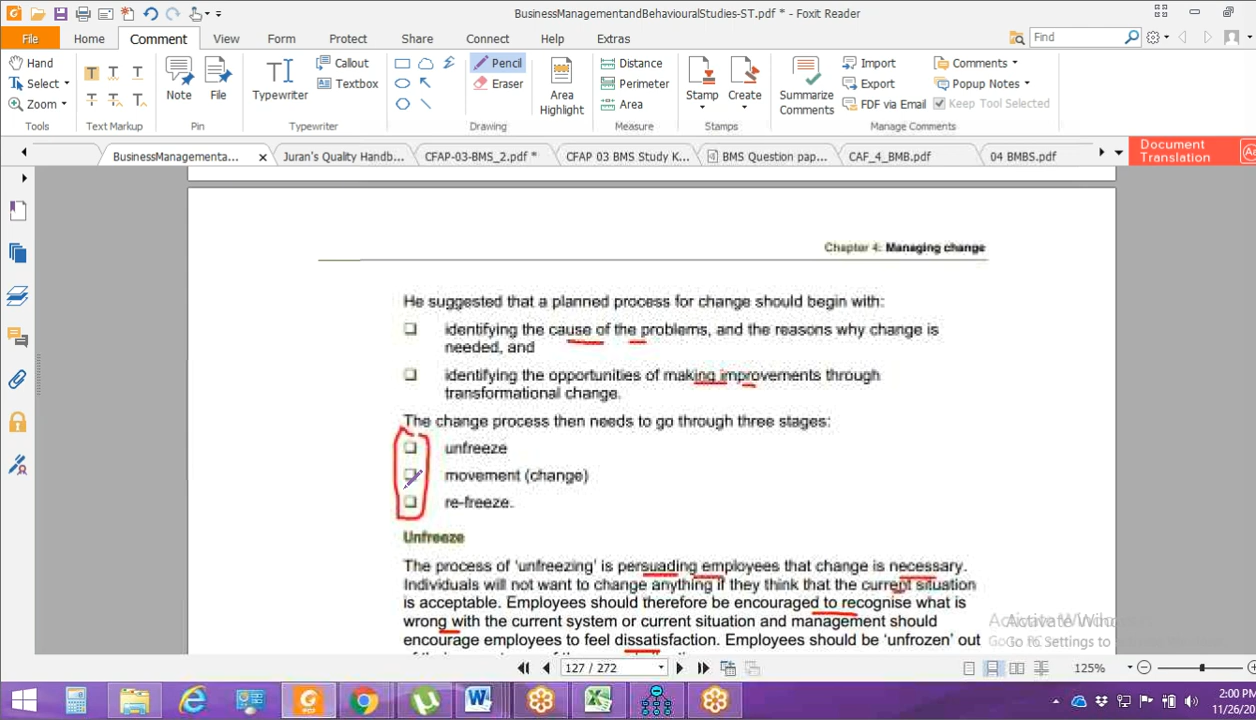 BusinessManagementandBehaviouralStudies-ST.pdf * - Foxit Reader
File Home Comment View Form Protect Share Connect Help Extras Find
Hand
Select
Zoom
Tools
Text Markup
Note
File
Pin
Typewriter
Callout
Textbox
Typewriter
Pencil
Eraser
Drawing
Area
Highlight
Distance
Perimeter
Area
Measure
Stamp
Create
Stamps
Summarize
Comments
Import
Export
FDF via Email
Comments
Popup Notes
Keep Tool Selected
Manage Comments
BusinessManagementa... Juran's Quality Handb... CFAP-03-BMS_2.pdf * CFAP 03 BMS Study K... BMS Question pap... CAF_4_BMB.pdf 04 BMBS.pdf
Document
Translation
Chapter 4: Managing change
He suggested that a planned process for change should begin with:
identifying the cause of the problems, and the reasons why change is
needed, and
identifying the opportunities of making improvements through
transformational change.
The change process then needs to go through three stages:
unfreeze
movement (change)
re-freeze.
Unfreeze
The process of 'unfreezing' is persuading employees that change is necessary.
Individuals will not want to change anything if they think that the current situation
is acceptable. Employees should therefore be encouraged to recognise what is
wrong with the current system or current situation and management should
encourage employees to feel dissatisfaction. Employees should be 'unfrozen' out
Go to Settings to
127 / 272
125%
2:00 PM
11/26/20